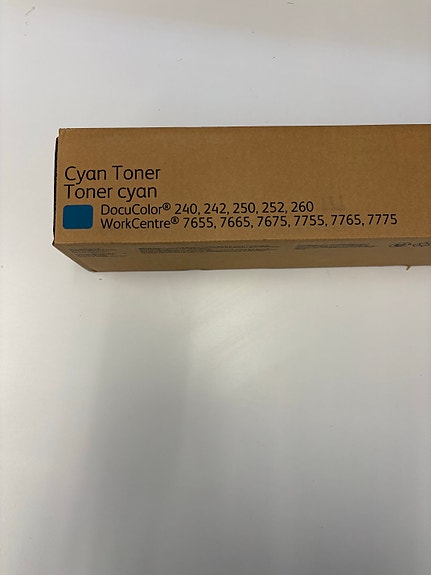 Cyan Toner
Toner cyan
DocuColor® 240, 242, 250, 252, 260
WorkCentre® 7655, 7665, 7675, 7755, 7765, 7775